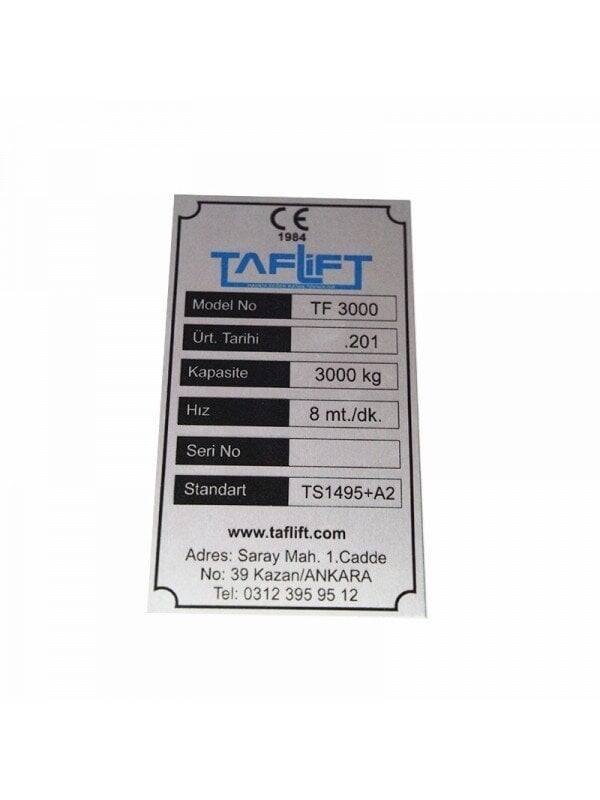 CE
1984
TAFLiFT
Model No TF 3000
Ürt. Tarihi .201
Kapasite 3000 kg
Hız 8 mt./dk.
Seri No
Standart TS1495+A2
www.taflift.com
Adres: Saray Mah. 1.Cadde
No: 39 Kazan/ANKARA
Tel: 0312 395 95 12